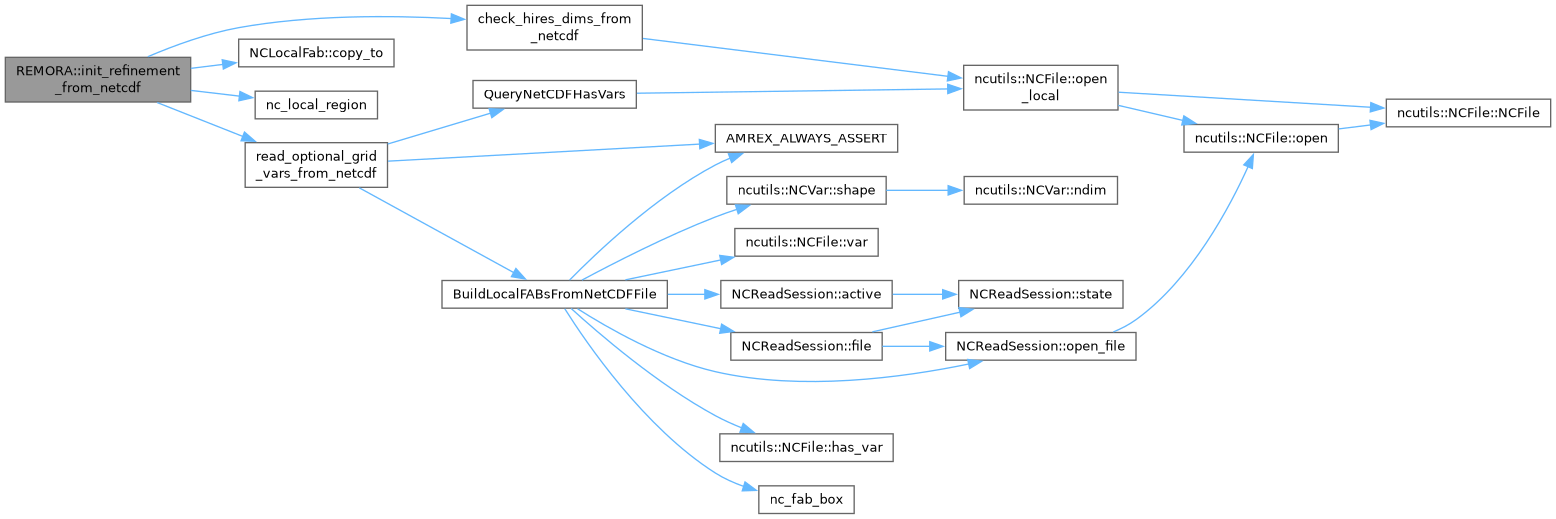 REMORA::init_refinement
_from_netcdf
check_hires_dims_from
_netcdf
NCLocalFab::copy_to
nc_local_region
read_optional_grid
_vars_from_netcdf
QueryNetCDFHasVars
AMREX_ALWAYS_ASSERT
BuildLocalFABsFromNetCDFFile
ncutils::NCVar::shape
ncutils::NCVar::ndim
ncutils::NCFile::var
NCReadSession::active
NCReadSession::state
NCReadSession::file
NCReadSession::open_file
ncutils::NCFile::has_var
nc_fab_box
ncutils::NCFile::open
_local
ncutils::NCFile::open
ncutils::NCFile::NCFile